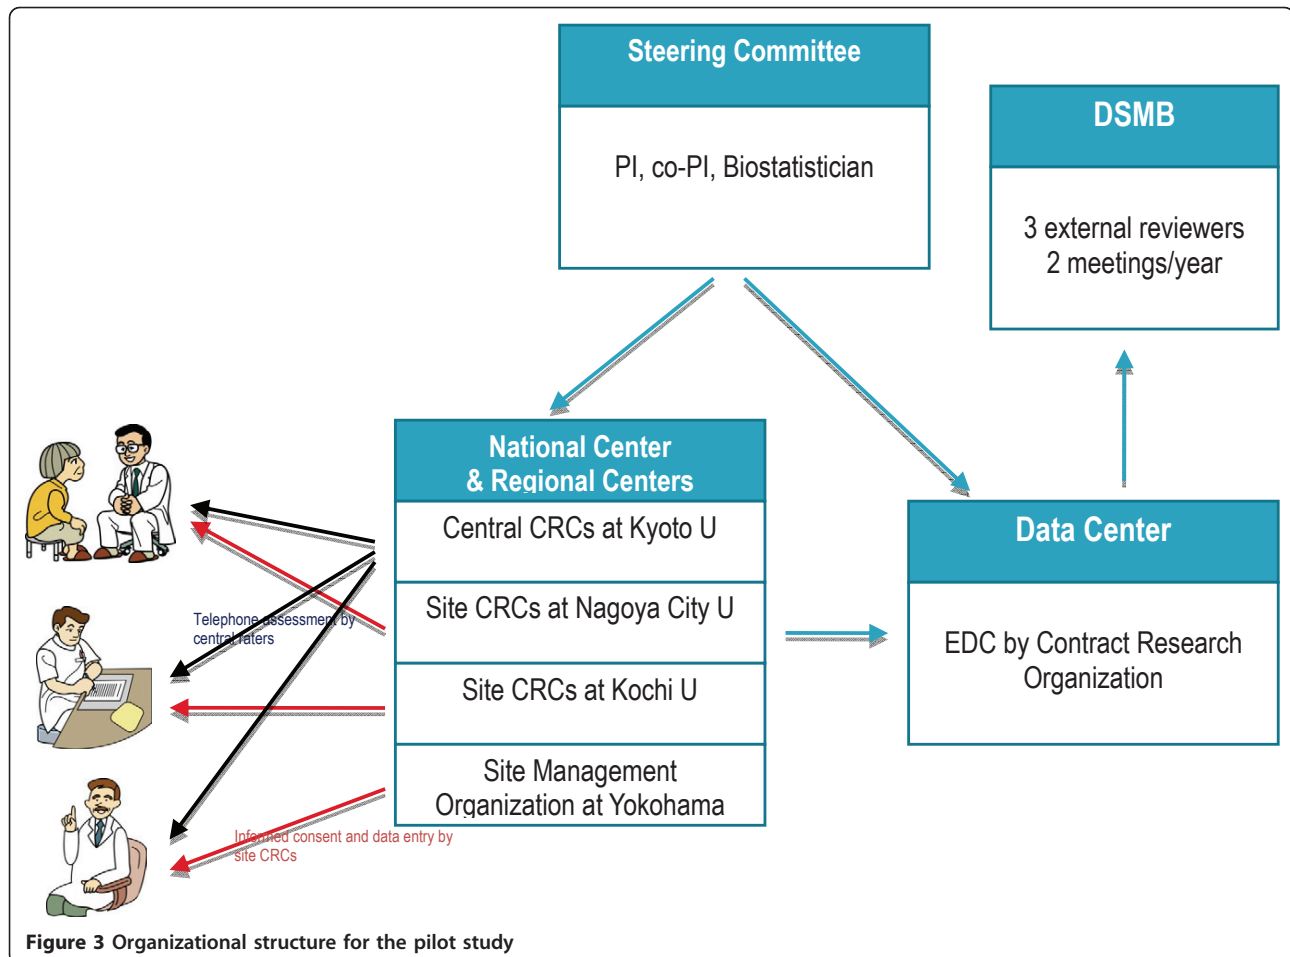 Steering Committee
PI, co-PI, Biostatistician
DSMB
3 external reviewers
2 meetings/year
National Center
& Regional Centers
Central CRCs at Kyoto U
Site CRCs at Nagoya City U
Site CRCs at Kochi U
Site Management
Organization at Yokohama
Data Center
EDC by Contract Research
Organization
Telephone assessment by
central raters
Informed consent and data entry by
site CRCs
Figure 3 Organizational structure for the pilot study